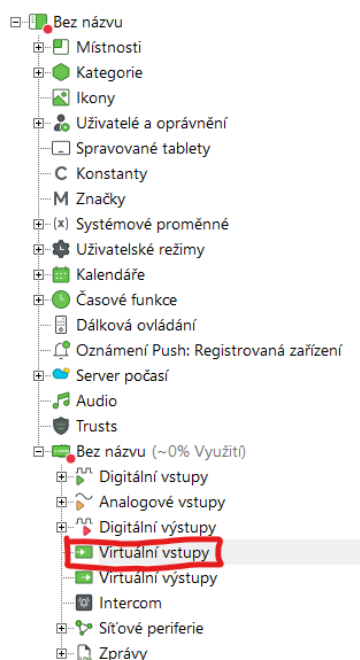 Bez názvu
Místnosti
Kategorie
Ikony
Uživatelé a oprávnění
Spravované tablety
C Konstanty
M Značky
(x) Systémové proměnné
Uživatelské režimy
Kalendáře
Časové funkce
Dálková ovládání
Oznámení Push: Registrovaná zařízení
Server počasí
Audio
Trusts
Bez názvu (~0% Využití)
Digitální vstupy
Analogové vstupy
Digitální výstupy
Virtuální vstupy
Virtuální výstupy
Intercom
Síťové periferie
Zprávy